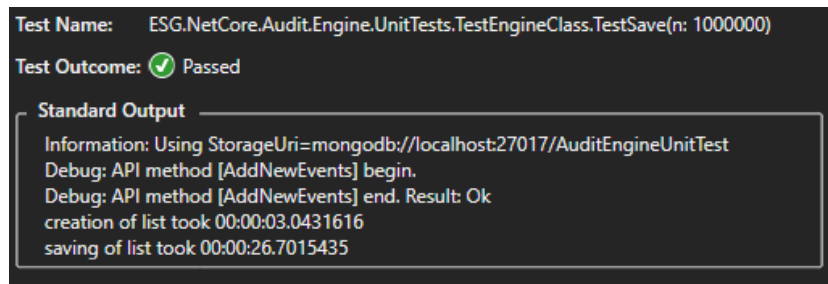 Test Name: ESG.NetCore.Audit.Engine.UnitTests.TestEngineClass.TestSave(n: 1000000)
Test Outcome: Passed
Standard Output
Information: Using StorageUri=mongodb://localhost:27017/AuditEngineUnitTest
Debug: API method [AddNewEvents] begin.
Debug: API method [AddNewEvents] end. Result: Ok
creation of list took 00:00:03.0431616
saving of list took 00:00:26.7015435